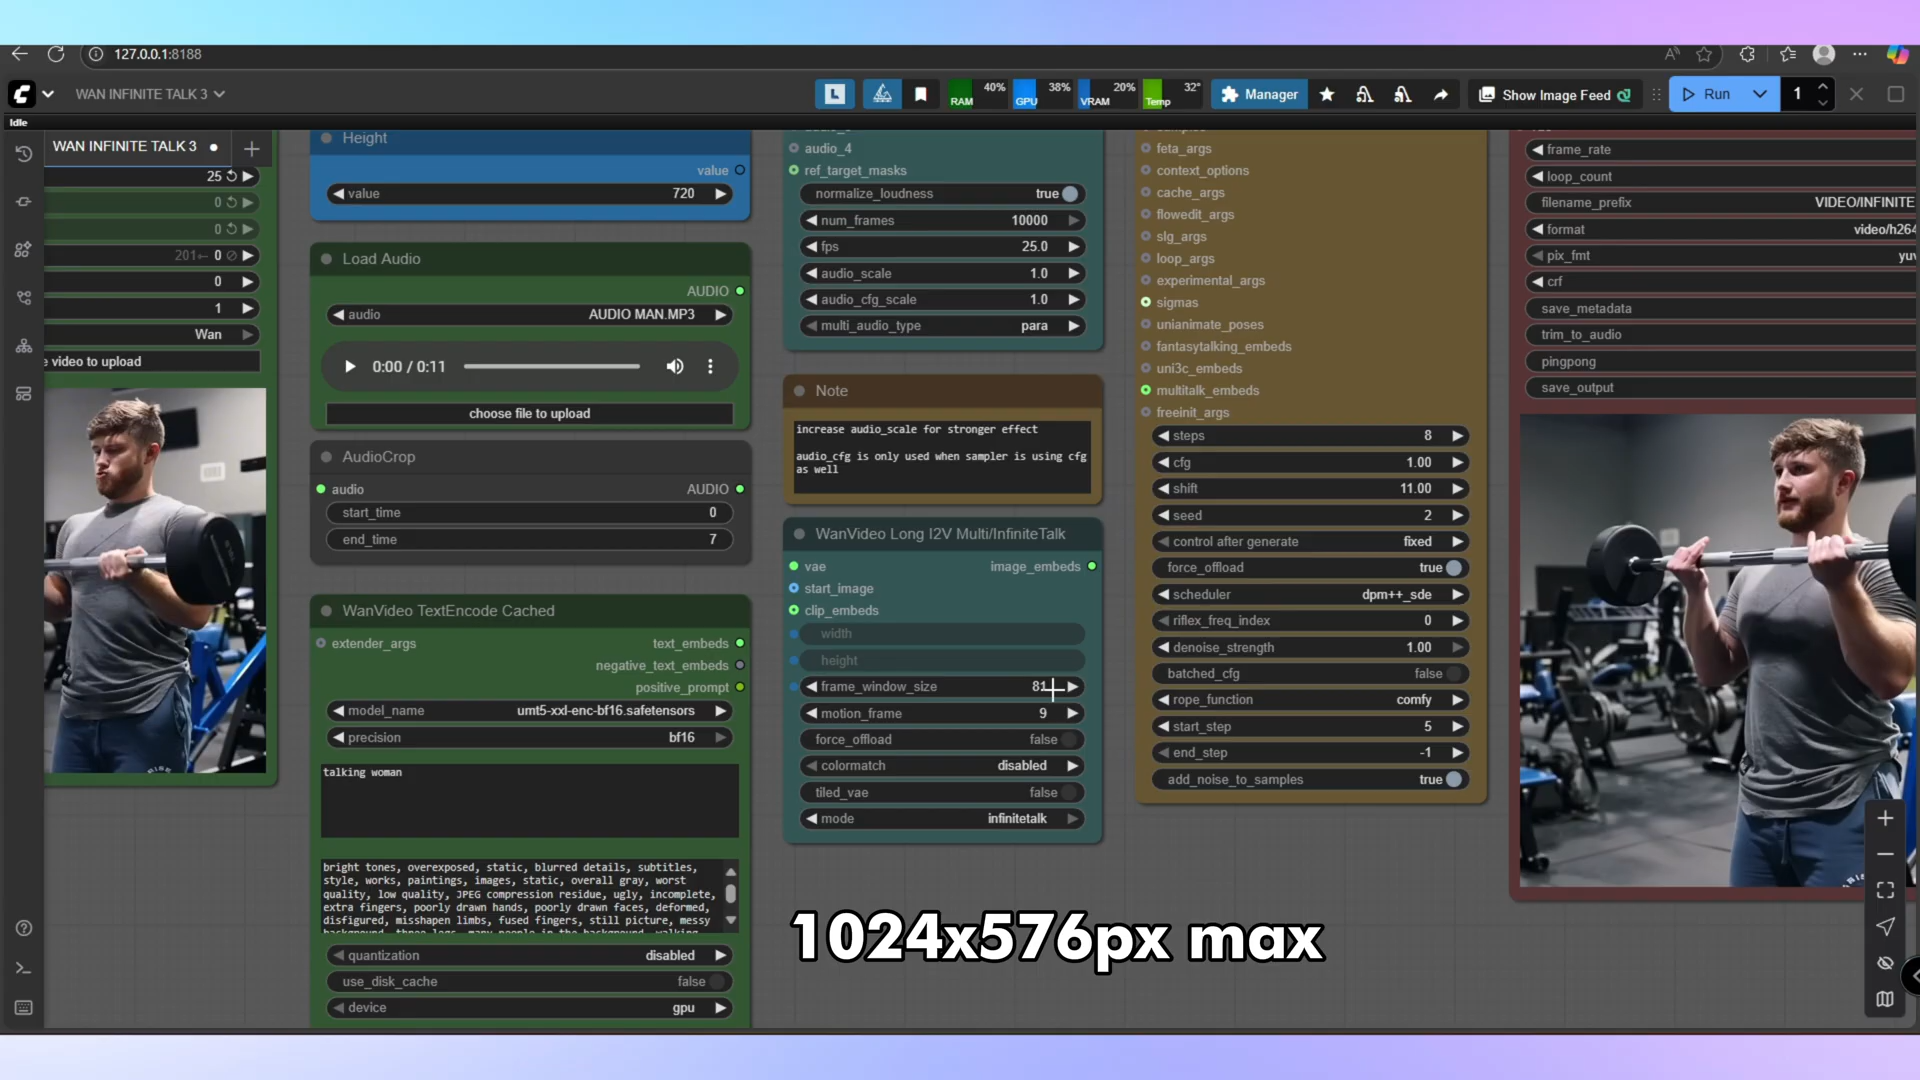 127.0.0.1:8188
WAN INFINITE TALK 3
L
RAM 40%
GPU 38%
VRAM 20%
Temp 32°
Manager
Show Image Feed
Run
1
Idle
WAN INFINITE TALK 3
25
0
0
201← 0
0
1
Wan
e video to upload
Height
value
value 720
Load Audio
AUDIO
audio AUDIO MAN.MP3
0:00 / 0:11
choose file to upload
AudioCrop
audio AUDIO
start_time 0
end_time 7
WanVideo TextEncode Cached
extender_args text_embeds
negative_text_embeds
positive_prompt
model_name umt5-xxl-enc-bf16.safetensors
precision bf16
talking woman
bright tones, overexposed, static, blurred details, subtitles,
style, works, paintings, images, static, overall gray, worst
quality, low quality, JPEG compression residue, ugly, incomplete,
extra fingers, poorly drawn hands, poorly drawn faces, deformed,
disfigured, misshapen limbs, fused fingers, still picture, messy
background, three legs, many people in the background, walking
quantization disabled
use_disk_cache false
device gpu
audio_4
ref_target_masks
normalize_loudness true
num_frames 10000
fps 25.0
audio_scale 1.0
audio_cfg_scale 1.0
multi_audio_type para
Note
increase audio_scale for stronger effect
audio_cfg is only used when sampler is using cfg
as well
WanVideo Long I2V Multi/InfiniteTalk
vae image_embeds
start_image
clip_embeds
width
height
frame_window_size 81
motion_frame 9
force_offload false
colormatch disabled
tiled_vae false
mode infinitetalk
samples
feta_args
context_options
cache_args
flowedit_args
slg_args
loop_args
experimental_args
sigmas
unianimate_poses
fantasytalking_embeds
uni3c_embeds
multitalk_embeds
freeinit_args
steps 8
cfg 1.00
shift 11.00
seed 2
control after generate fixed
force_offload true
scheduler dpm++_sde
riflex_freq_index 0
denoise_strength 1.00
batched_cfg false
rope_function comfy
start_step 5
end_step -1
add_noise_to_samples true
frame_rate
loop_count
filename_prefix VIDEO/INFINITE
format video/h264
pix_fmt yuv
crf
save_metadata
trim_to_audio
pingpong
save_output
1024x576px max